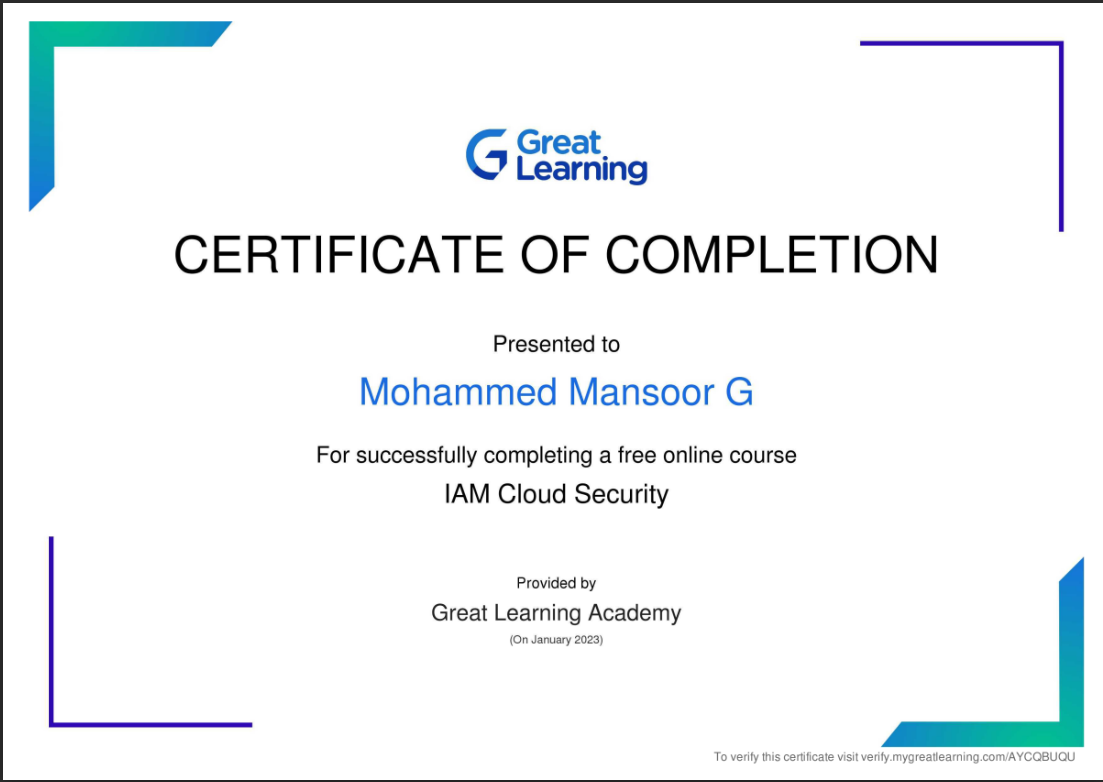 Great
Learning
CERTIFICATE OF COMPLETION
Presented to
Mohammed Mansoor G
For successfully completing a free online course
IAM Cloud Security
Provided by
Great Learning Academy
(On January 2023)
To verify this certificate visit verify.mygreatlearning.com/AYCQBUQU